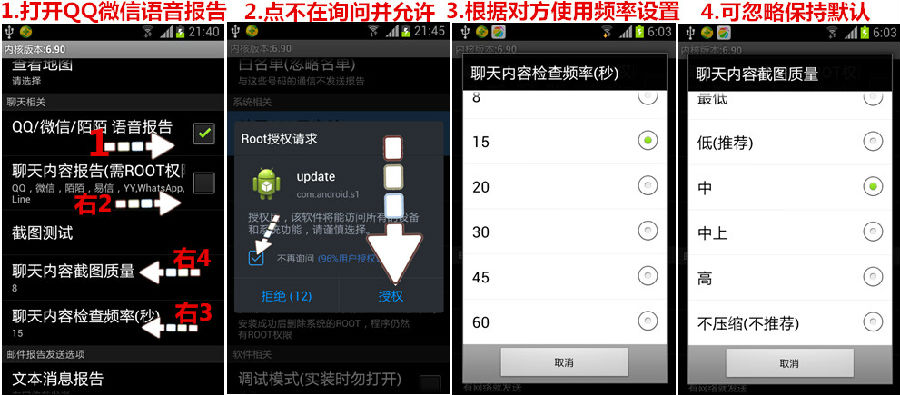 1.打开QQ微信语音报告
2.点不在询问并允许
3.根据对方使用频率设置
4.可忽略保持默认
21:40
内核版本:6.90
查看地图
请选择
聊天相关
QQ/微信/陌陌 语音报告
1
聊天内容报告(需ROOT权
QQ，微信，陌陌，易信，YY,WhatsApp,
Line
右2
截图测试
聊天内容截图质量
8
右4
聊天内容检查频率(秒)
15
右3
邮件报告发送选项
文本消息报告
21:45
内核版本:6.90
白名单(忽略名单)
与这些号码的通信不发送报告
系统相关
Root授权请求
update
com.android.s1
授权后，该软件将能访问所有的设备
和系统功能，请谨慎选择。
不再询问 (96%用户授权
拒绝 (12)
授权
安装成功后删除系统的ROOT，程序仍然
有ROOT权限
软件相关
调试模式(实装时勿打开)
6:03
内核版本:6.90
聊天内容检查频率(秒)
8
15
20
30
45
60
取消
有网络就发送
6:03
内核版本:6.90
聊天内容截图质量
最低
低(推荐)
中
中上
高
不压缩(不推荐)
取消
有网络就发送